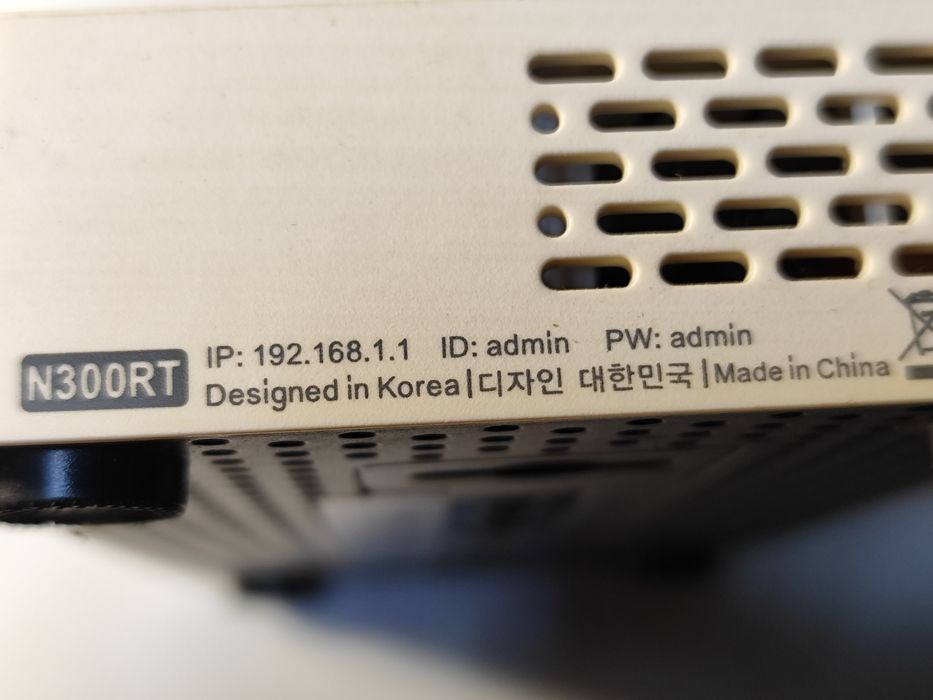 N300RT
IP: 192.168.1.1 ID: admin PW: admin
Designed in Korea|디자인 대한민국|Made in China